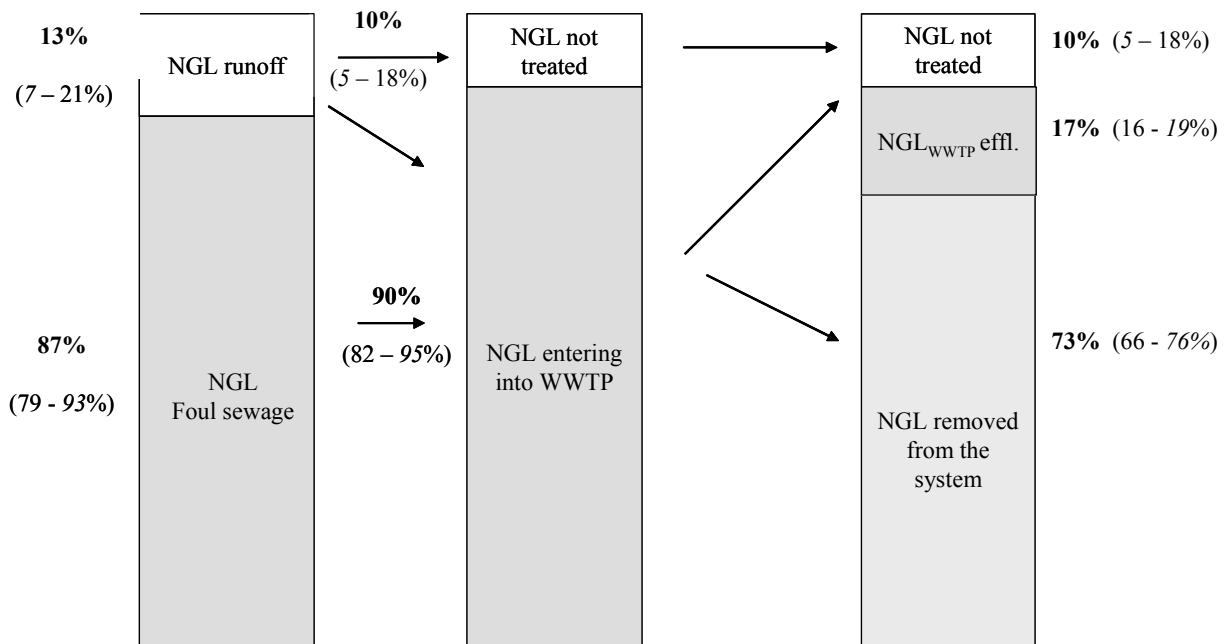 13%
(7 – 21%)
NGL runoff
87%
(79 - 93%)
NGL
Foul sewage
10%
(5 – 18%)
90%
(82 – 95%)
NGL not
treated
NGL entering
into WWTP
NGL not
treated
10% (5 – 18%)
NGLWWTP effl.
17% (16 - 19%)
NGL removed
from the
system
73% (66 - 76%)